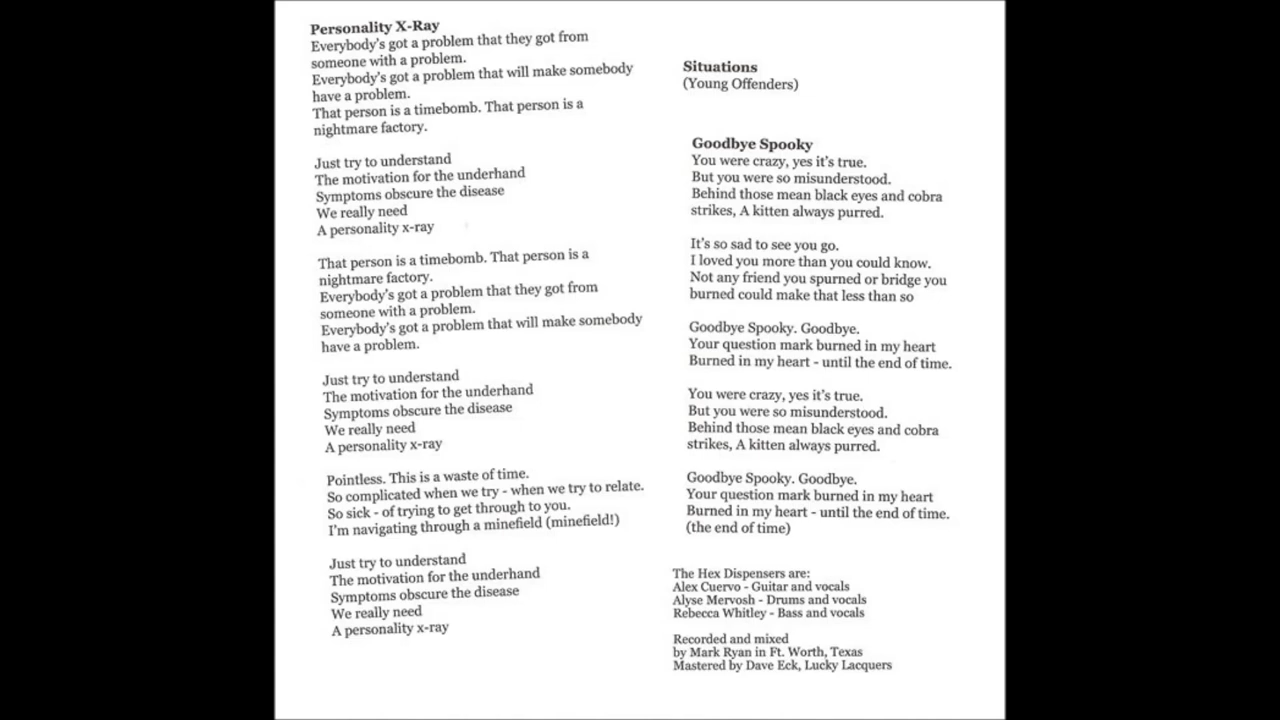 Personality X-Ray
Everybody's got a problem that they got from
someone with a problem.
Everybody's got a problem that will make somebody
have a problem.
That person is a timebomb. That person is a
nightmare factory.
Just try to understand
The motivation for the underhand
Symptoms obscure the disease
We really need
A personality x-ray
That person is a timebomb. That person is a
nightmare factory.
Everybody's got a problem that they got from
someone with a problem.
Everybody's got a problem that will make somebody
have a problem.
Just try to understand
The motivation for the underhand
Symptoms obscure the disease
We really need
A personality x-ray
Pointless. This is a waste of time.
So complicated when we try - when we try to relate.
So sick - of trying to get through to you.
I'm navigating through a minefield (minefield!)
Just try to understand
The motivation for the underhand
Symptoms obscure the disease
We really need
A personality x-ray
Situations
(Young Offenders)
Goodbye Spooky
You were crazy, yes it's true.
But you were so misunderstood.
Behind those mean black eyes and cobra
strikes, A kitten always purred.
It's so sad to see you go.
I loved you more than you could know.
Not any friend you spurned or bridge you
burned could make that less than so
Goodbye Spooky. Goodbye.
Your question mark burned in my heart
Burned in my heart - until the end of time.
You were crazy, yes it's true.
But you were so misunderstood.
Behind those mean black eyes and cobra
strikes, A kitten always purred.
Goodbye Spooky. Goodbye.
Your question mark burned in my heart
Burned in my heart - until the end of time.
(the end of time)
The Hex Dispensers are:
Alex Cuervo - Guitar and vocals
Alyse Mervosh - Drums and vocals
Rebecca Whitley - Bass and vocals
Recorded and mixed
by Mark Ryan in Ft. Worth, Texas
Mastered by Dave Eck, Lucky Lacquers